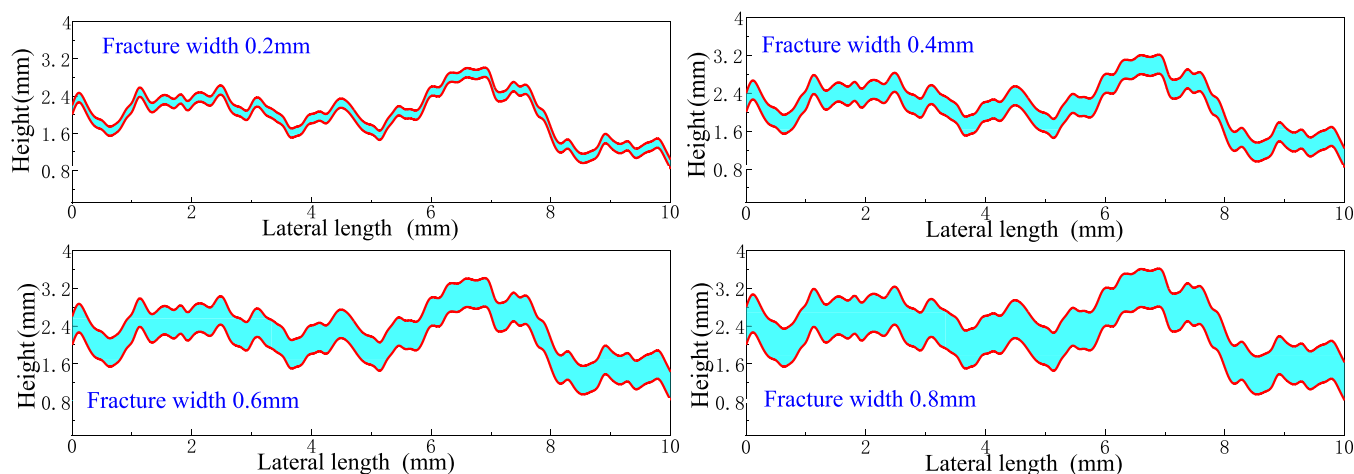 4
3.2
2.4
1.6
0.8
Height(mm)
Fracture width 0.2mm
0 2 4 6 8 10
Lateral length (mm)
4
3.2
2.4
1.6
0.8
Height(mm)
Fracture width 0.4mm
0 2 4 6 8 10
Lateral length (mm)
4
3.2
2.4
1.6
0.8
Height(mm)
Fracture width 0.6mm
0 2 4 6 8 10
Lateral length (mm)
4
3.2
2.4
1.6
0.8
Height(mm)
Fracture width 0.8mm
0 2 4 6 8 10
Lateral length (mm)